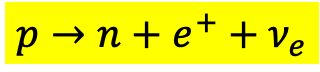 p → n + e⁺ + νₑ